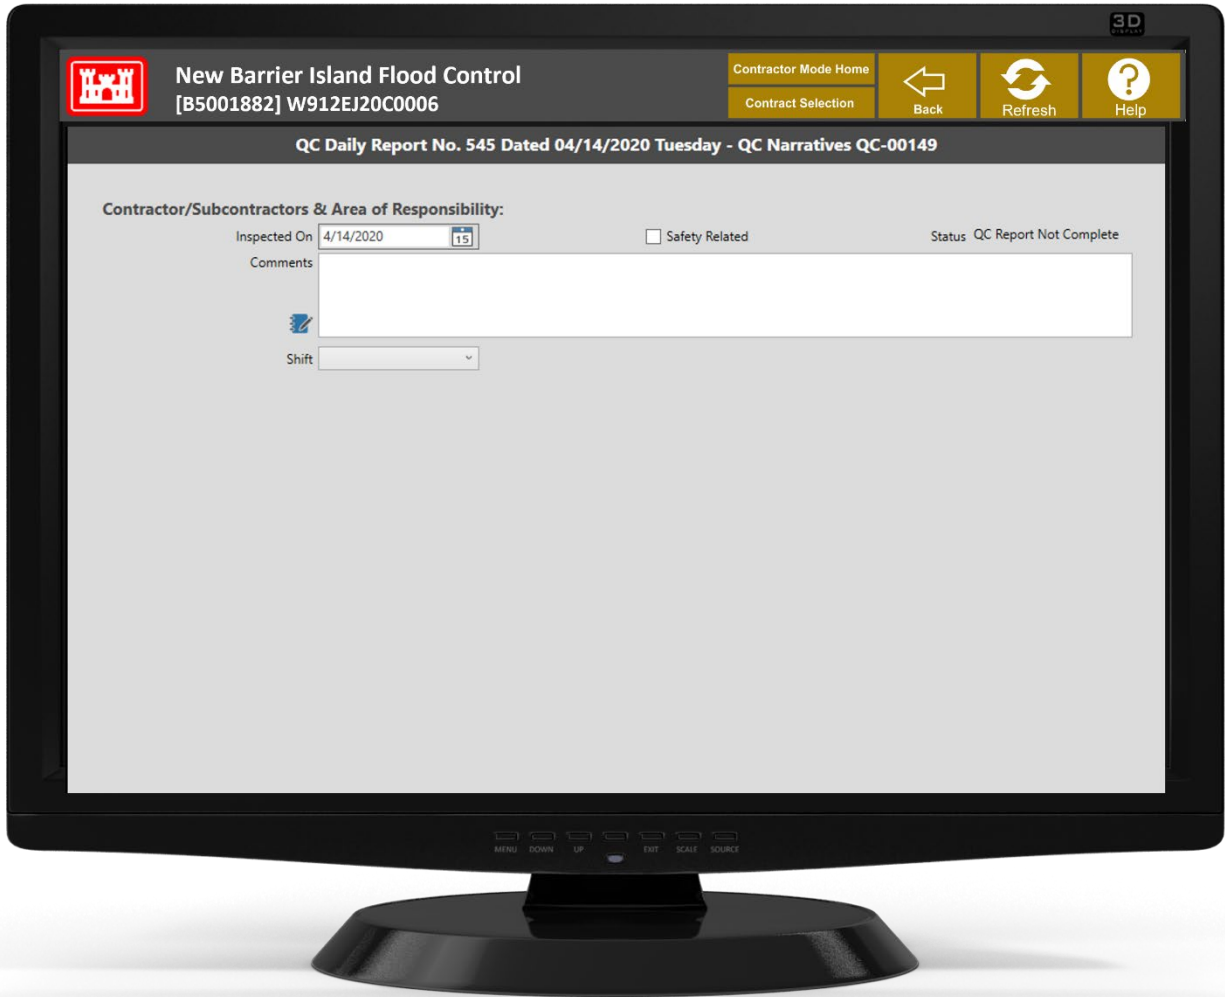 3D
DISPLAY
New Barrier Island Flood Control
[B5001882] W912EJ20C0006
Contractor Mode Home
Contract Selection
Back
Refresh
Help
QC Daily Report No. 545 Dated 04/14/2020 Tuesday - QC Narratives QC-00149
Contractor/Subcontractors & Area of Responsibility:
Inspected On 4/14/2020 15 Safety Related Status QC Report Not Complete
Comments
Shift
MENU DOWN UP EXIT SCALE SOURCE